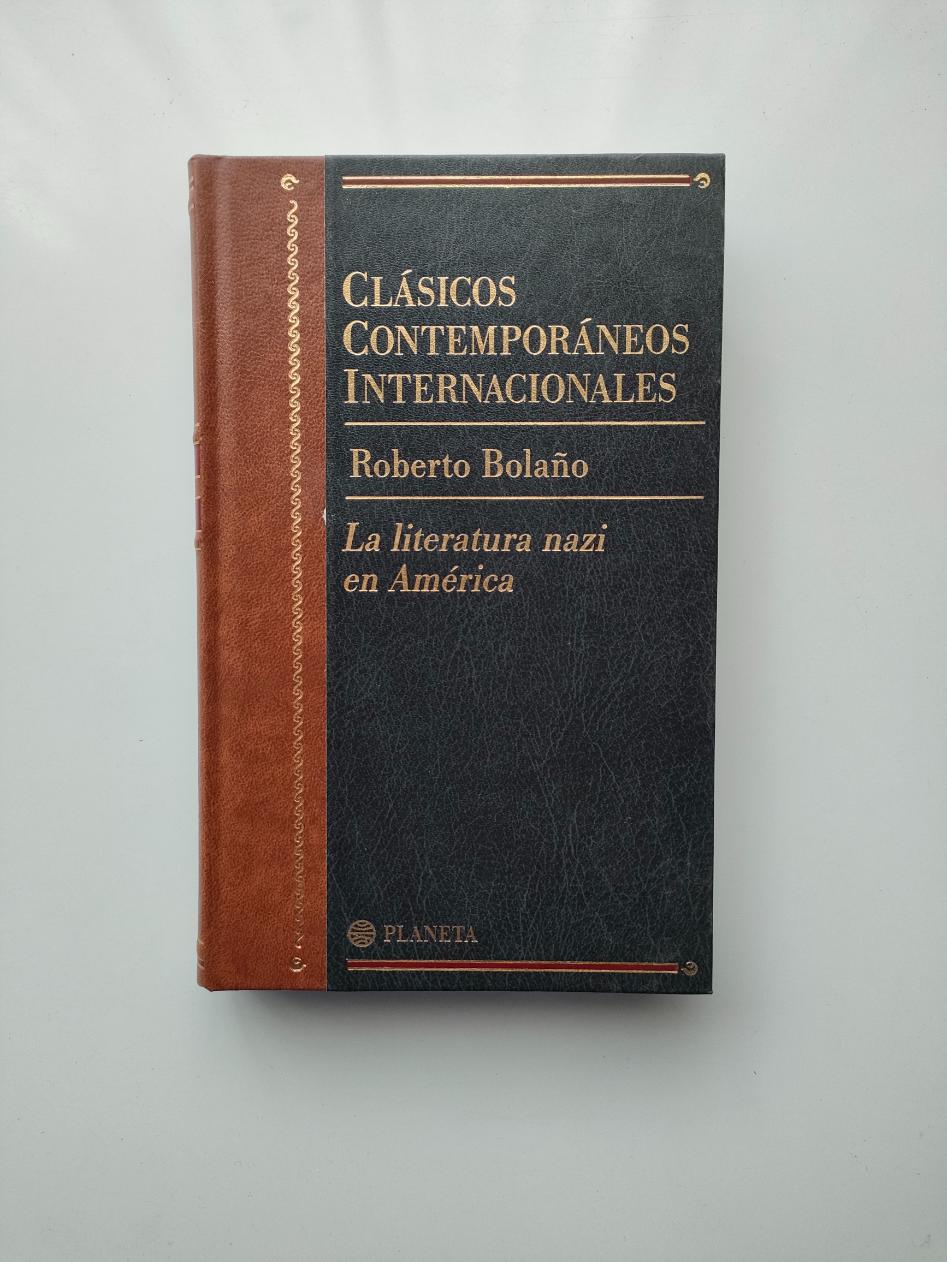 CLÁSICOS
CONTEMPORÁNEOS
INTERNACIONALES
Roberto Bolaño
La literatura nazi
en América
PLANETA